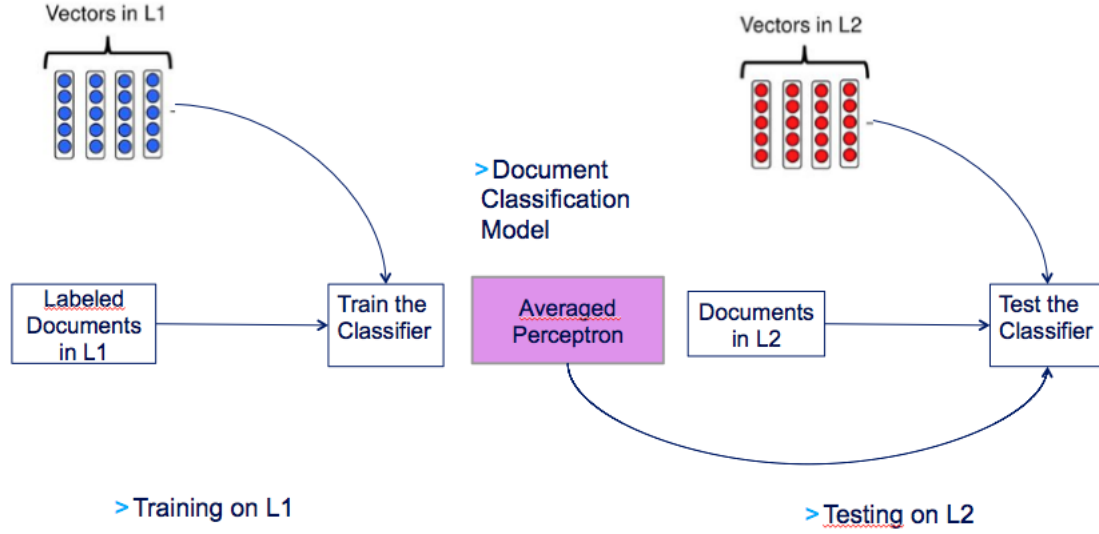 Vectors in L1
Vectors in L2
> Document
Classification
Model
Labeled
Documents
in L1
Train the
Classifier
Averaged
Perceptron
Documents
in L2
Test the
Classifier
> Training on L1
> Testing on L2